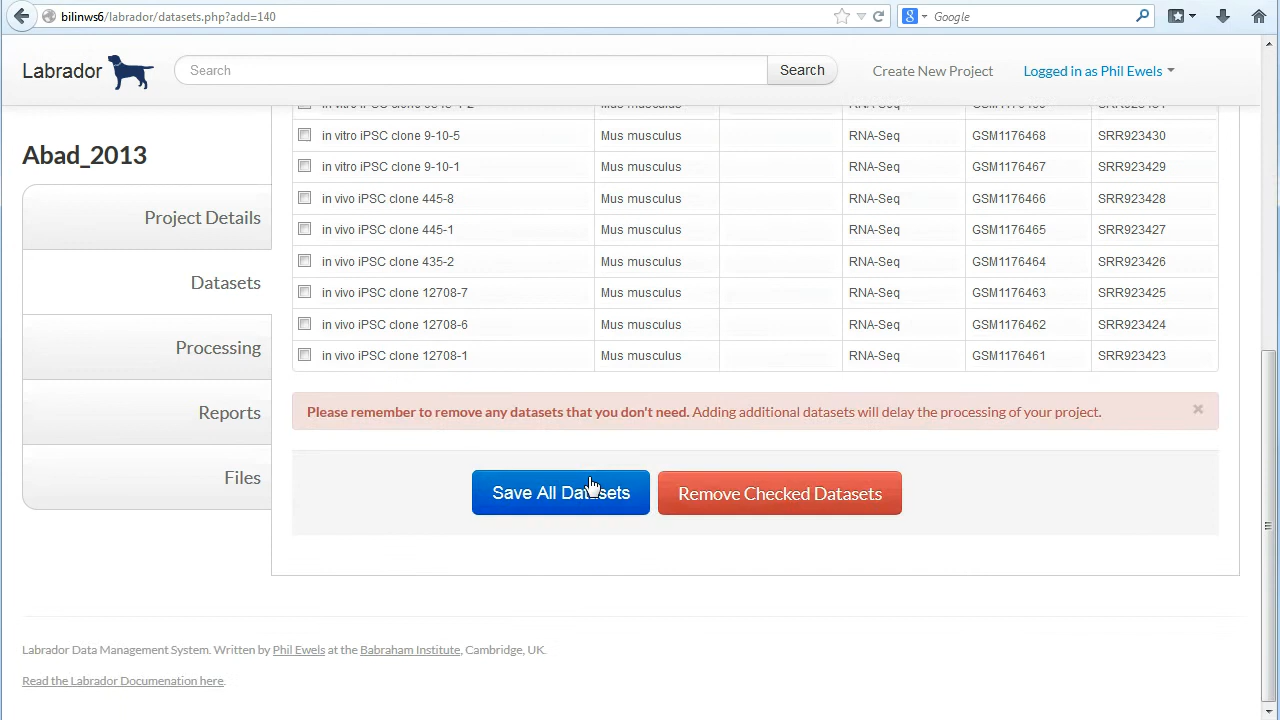 bilinws6/labrador/datasets.php?add=140
Google
Labrador
Search
Search
Create New Project
Logged in as Phil Ewels
Abad_2013
Project Details
Datasets
Processing
Reports
Files
in vitro iPSC clone 9-10-5 Mus musculus RNA-Seq GSM1176468 SRR923430
in vitro iPSC clone 9-10-1 Mus musculus RNA-Seq GSM1176467 SRR923429
in vivo iPSC clone 445-8 Mus musculus RNA-Seq GSM1176466 SRR923428
in vivo iPSC clone 445-1 Mus musculus RNA-Seq GSM1176465 SRR923427
in vivo iPSC clone 435-2 Mus musculus RNA-Seq GSM1176464 SRR923426
in vivo iPSC clone 12708-7 Mus musculus RNA-Seq GSM1176463 SRR923425
in vivo iPSC clone 12708-6 Mus musculus RNA-Seq GSM1176462 SRR923424
in vivo iPSC clone 12708-1 Mus musculus RNA-Seq GSM1176461 SRR923423
Please remember to remove any datasets that you don't need. Adding additional datasets will delay the processing of your project.
Save All Datasets
Remove Checked Datasets
Labrador Data Management System. Written by Phil Ewels at the Babraham Institute, Cambridge, UK.
Read the Labrador Documenation here.